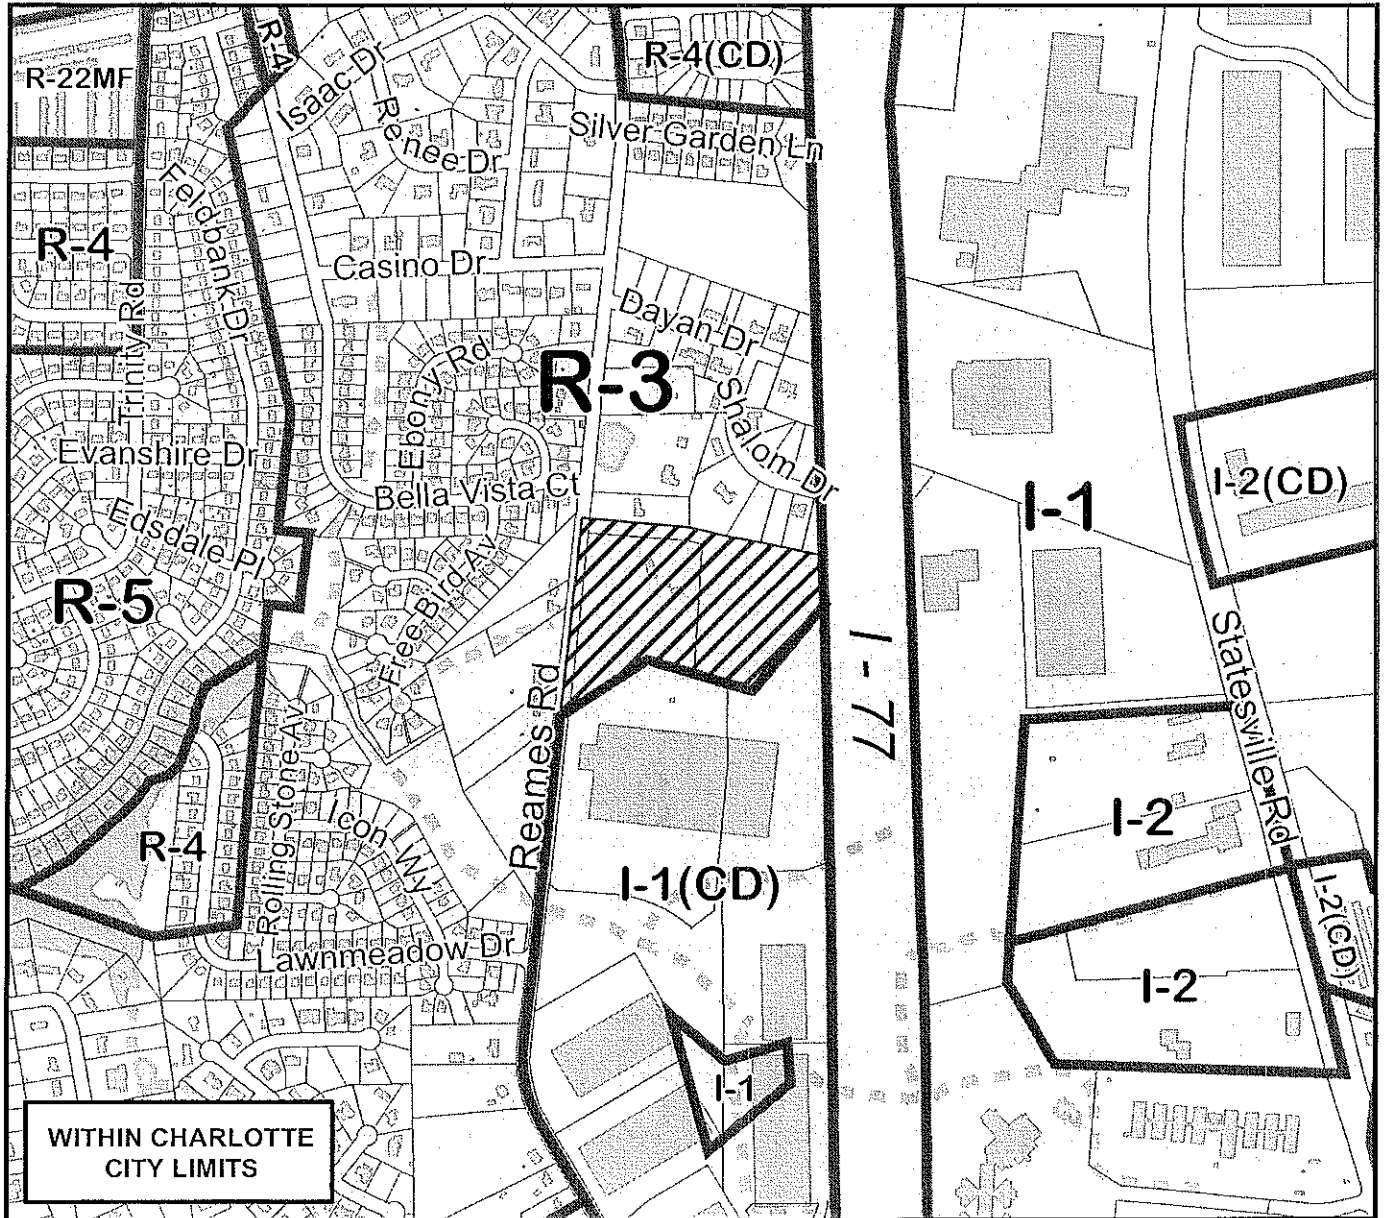 R-4
R-22MF
R-4(CD)
Isaac Dr
Renee Dr
Silver Garden Ln
Feldbank Dr
R-4
Casino Dr
Trinity Rd
Dayan Dr
Ebony Rd
R-3
Shalom Dr
Evanshire Dr
Bella Vista Ct
I-1
I-2(CD)
Edsdale Pl
R-5
Free Bird Av
I - 77
Statesville Rd
Reames Rd
Rolling Stone Av
Icon Wy
R-4
I-2
I-1(CD)
I-2(CD)
Lawnmeadow Dr
I-2
I-1
WITHIN CHARLOTTE
CITY LIMITS